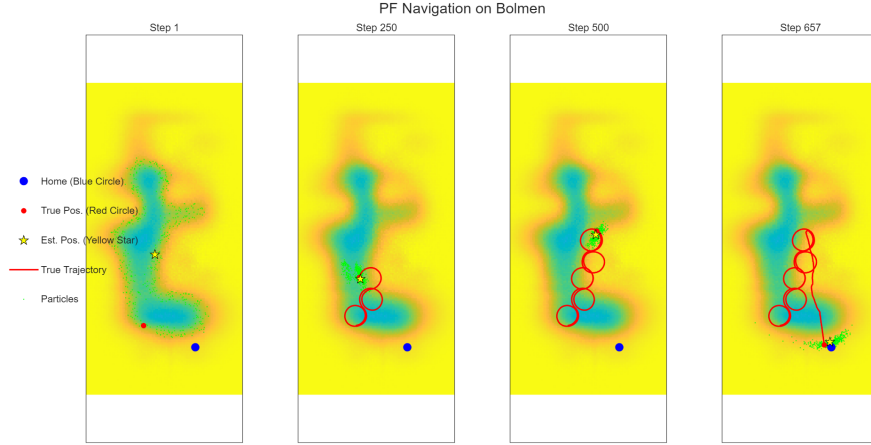 PF Navigation on Bolmen
Step 1
Step 250
Step 500
Step 657
Home (Blue Circle)
True Pos. (Red Circle)
Est. Pos. (Yellow Star)
True Trajectory
Particles